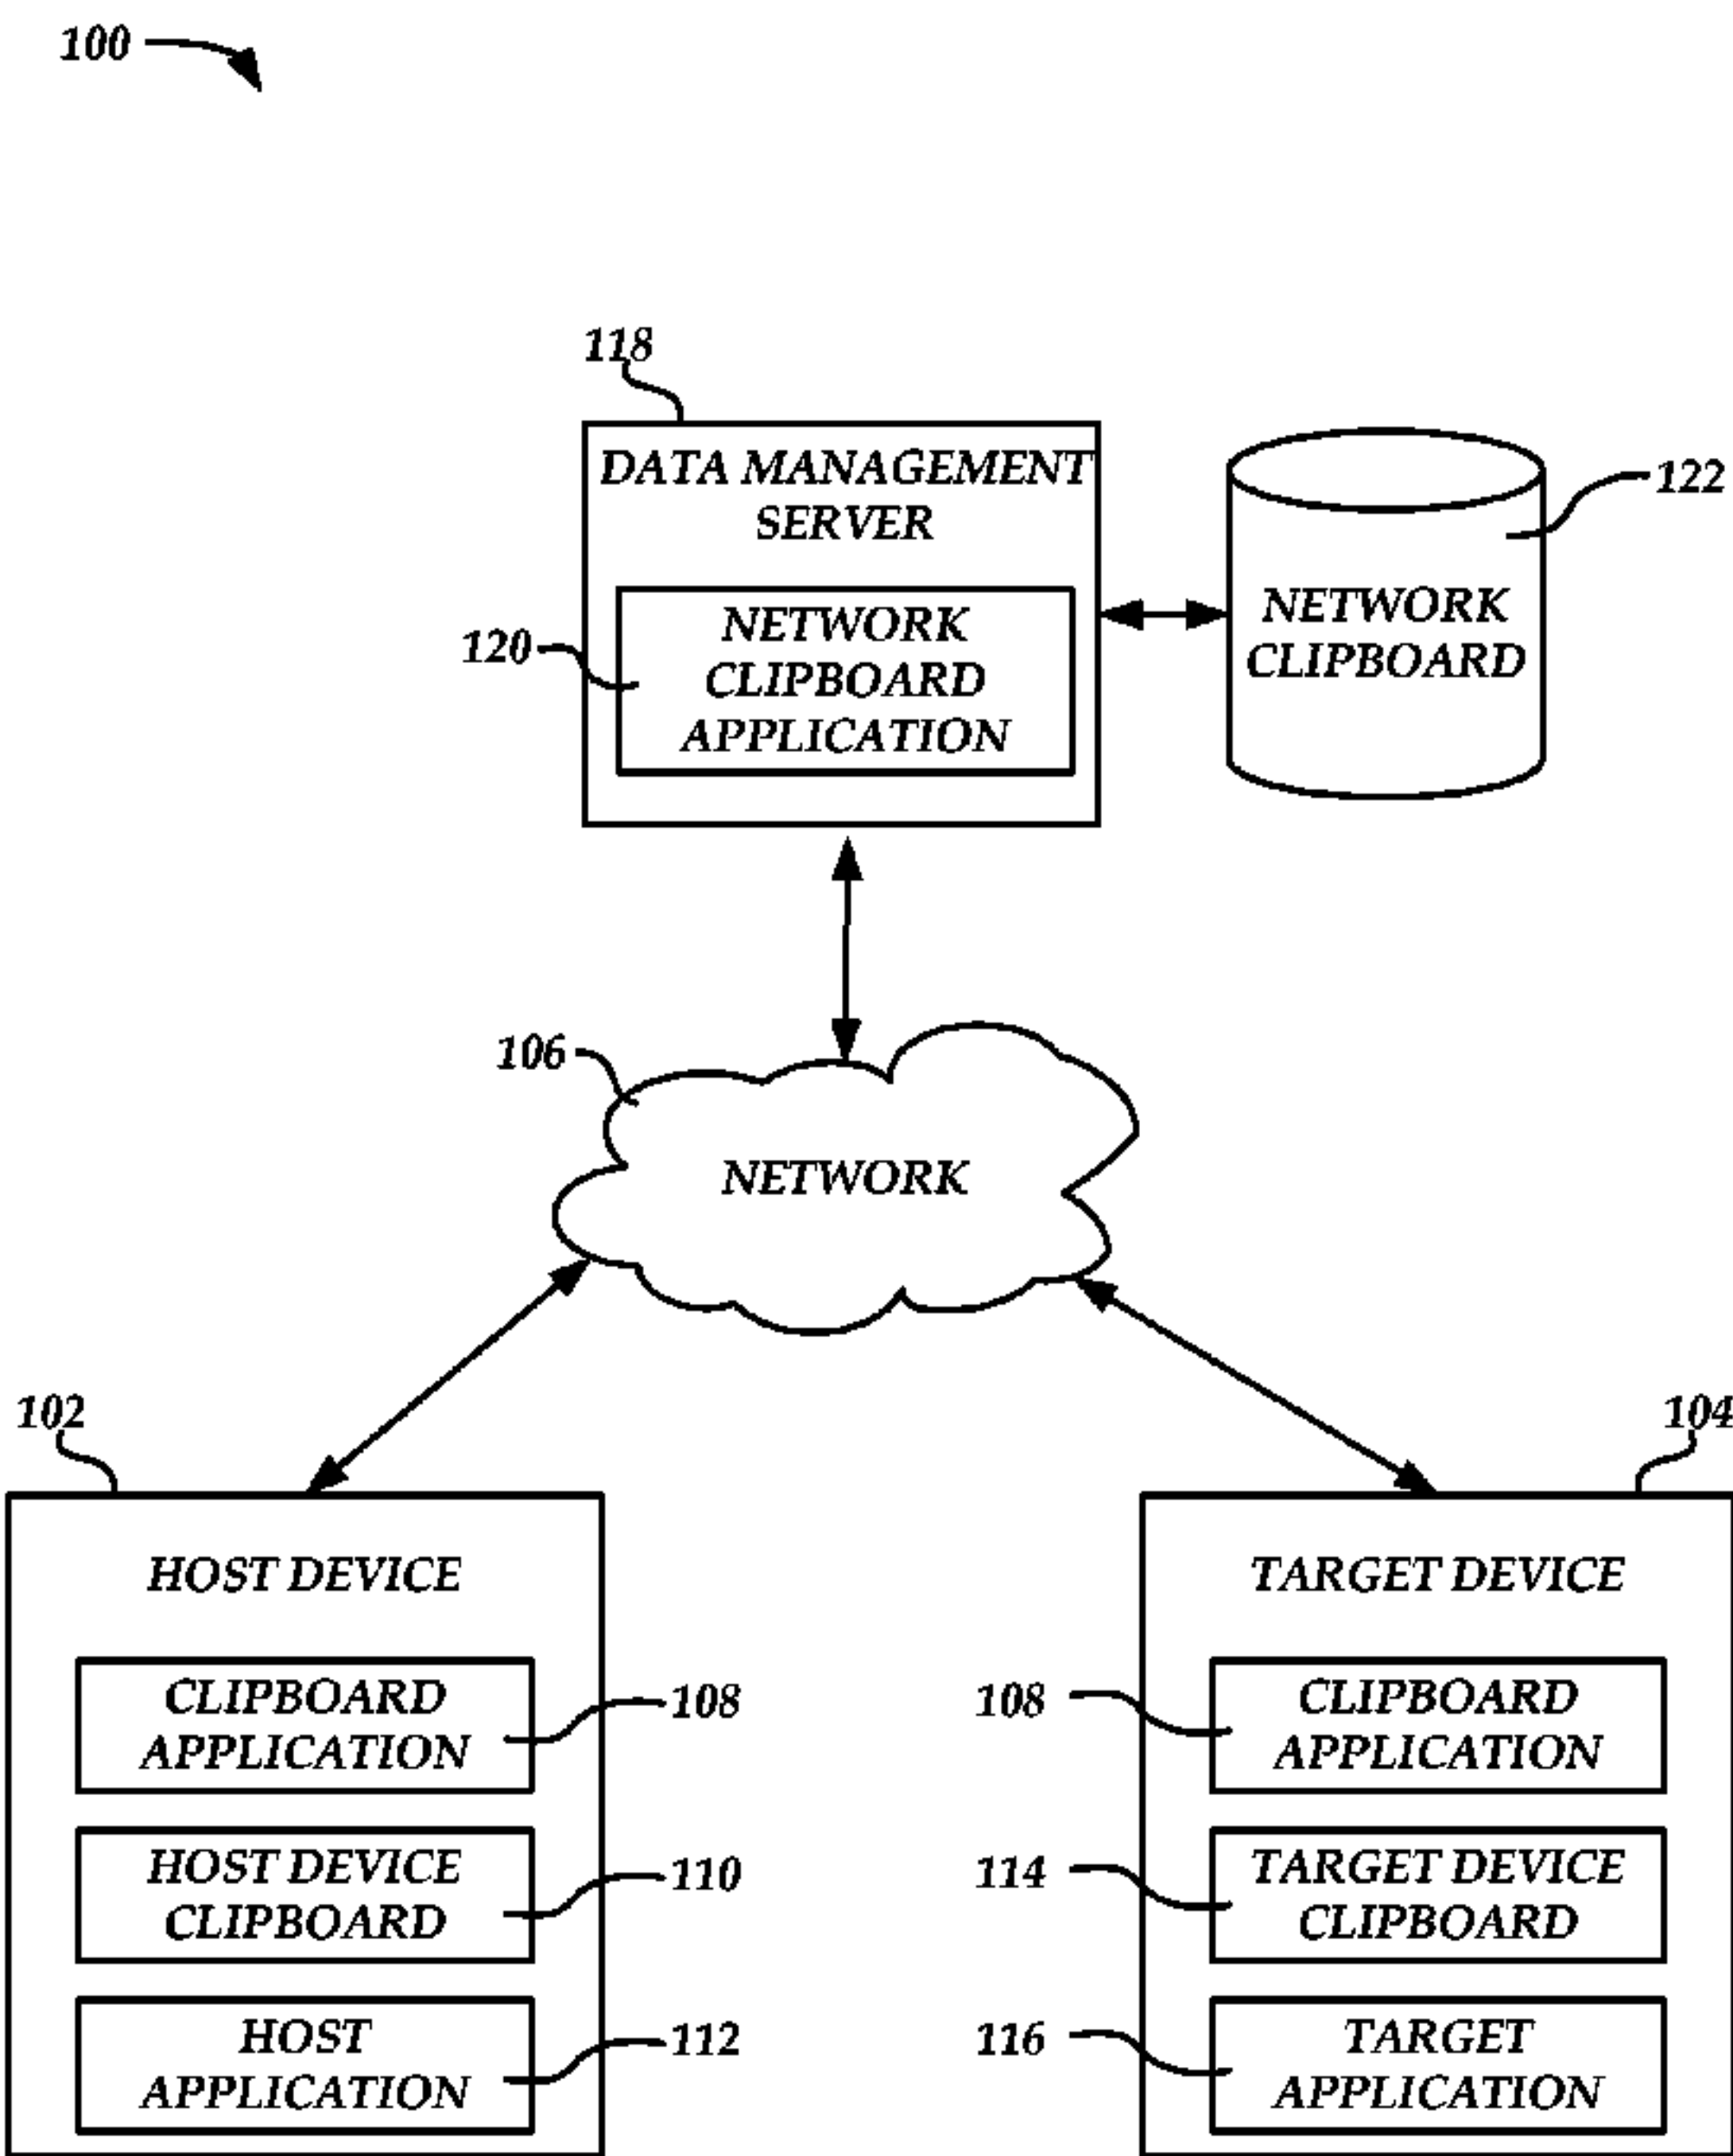 100
118
DATA MANAGEMENT
SERVER
122
NETWORK
CLIPBOARD
120
NETWORK
CLIPBOARD
APPLICATION
106
NETWORK
102
HOST DEVICE
CLIPBOARD
APPLICATION
108
HOST DEVICE
CLIPBOARD
110
HOST
APPLICATION
112
104
TARGET DEVICE
108
CLIPBOARD
APPLICATION
114
TARGET DEVICE
CLIPBOARD
116
TARGET
APPLICATION